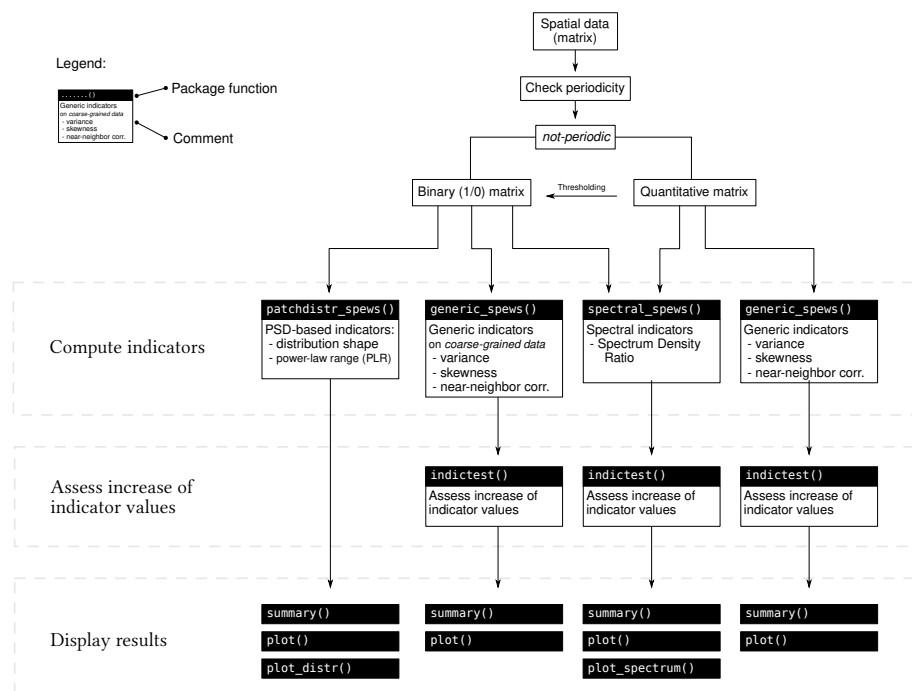 Spatial data
(matrix)
Legend:
.......()
Generic indicators
on coarse-grained data
- variance
- skewness
- near-neighbor corr.
Package function
Comment
Check periodicity
not-periodic
Binary (1/0) matrix
Thresholding
Quantitative matrix
Compute indicators
patchdistr_spews()
PSD-based indicators:
- distribution shape
- power-law range (PLR)
generic_spews()
Generic indicators
on coarse-grained data
- variance
- skewness
- near-neighbor corr.
spectral_spews()
Spectral indicators
- Spectrum Density
Ratio
generic_spews()
Generic indicators
- variance
- skewness
- near-neighbor corr.
Assess increase of
indicator values
indictest()
Assess increase of
indicator values
indictest()
Assess increase of
indicator values
indictest()
Assess increase of
indicator values
Display results
summary()
plot()
plot_distr()
summary()
plot()
summary()
plot()
plot_spectrum()
summary()
plot()